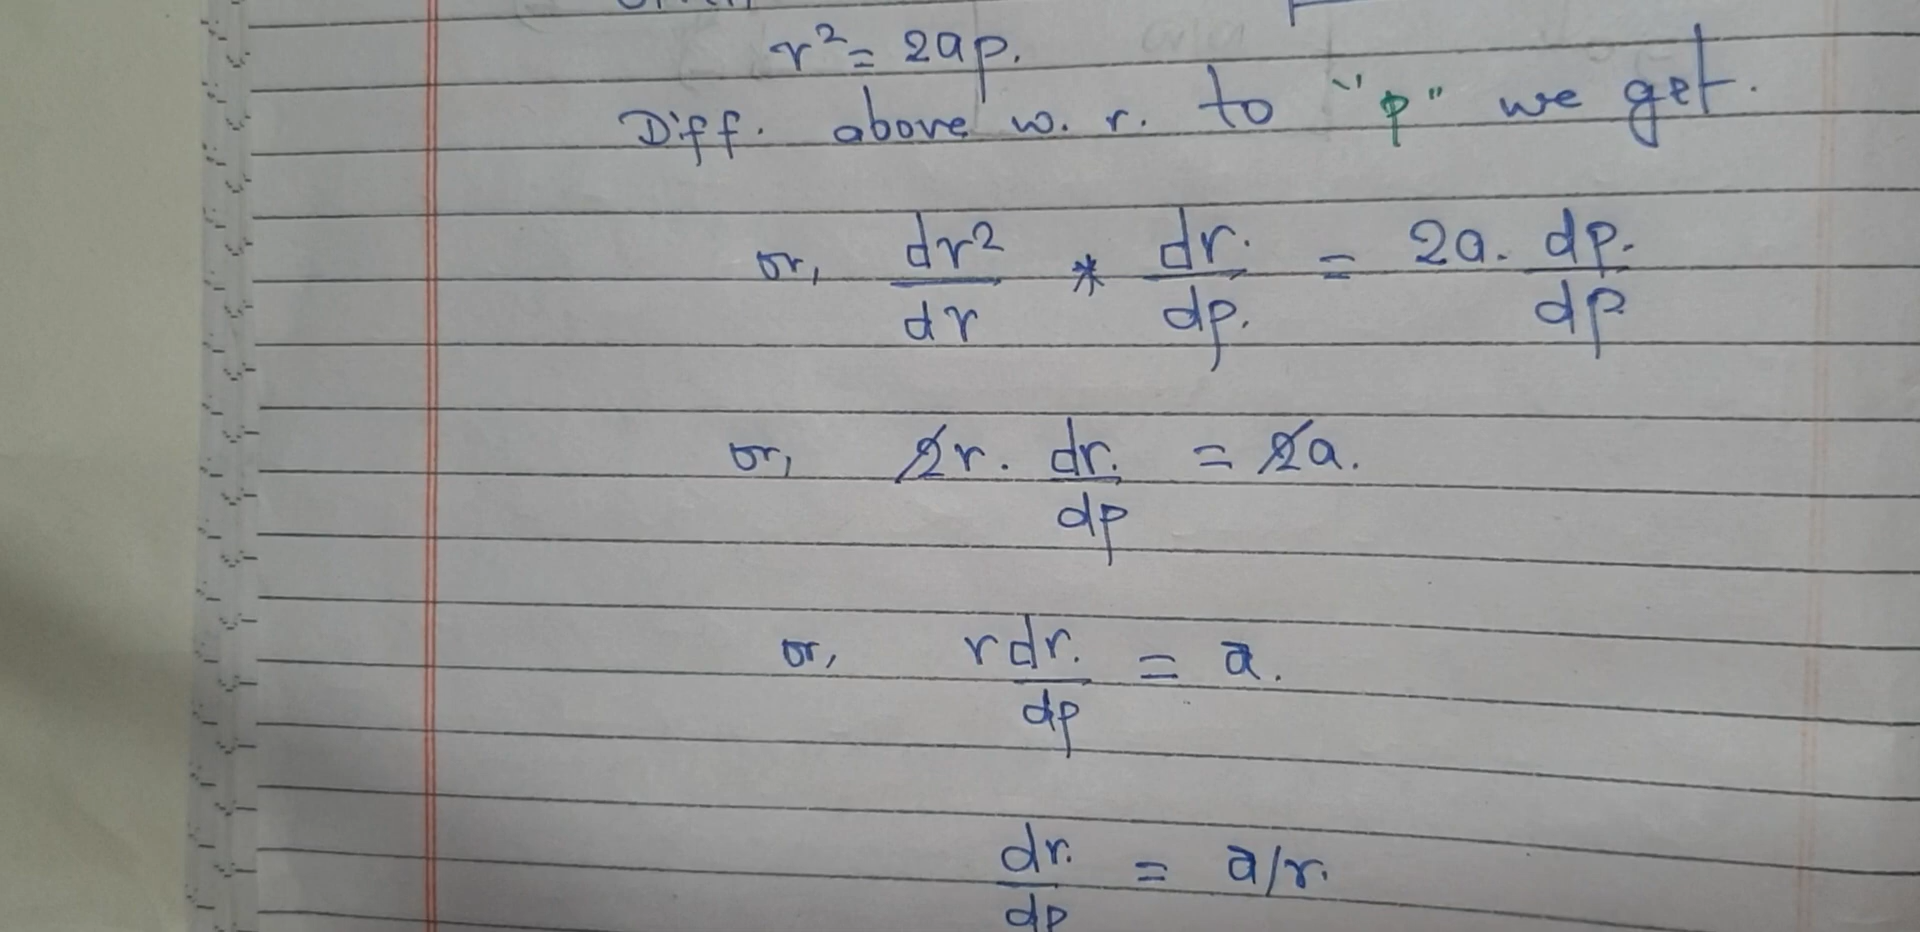 r² = 2ap.
Diff. above w. r. to "p" we get.
or, dr²/dr * dr./dp. = 2a. dp./dp
or, 2r. dr./dp = 2a.
or, r dr./dp = a.
dr./dp = a/r.